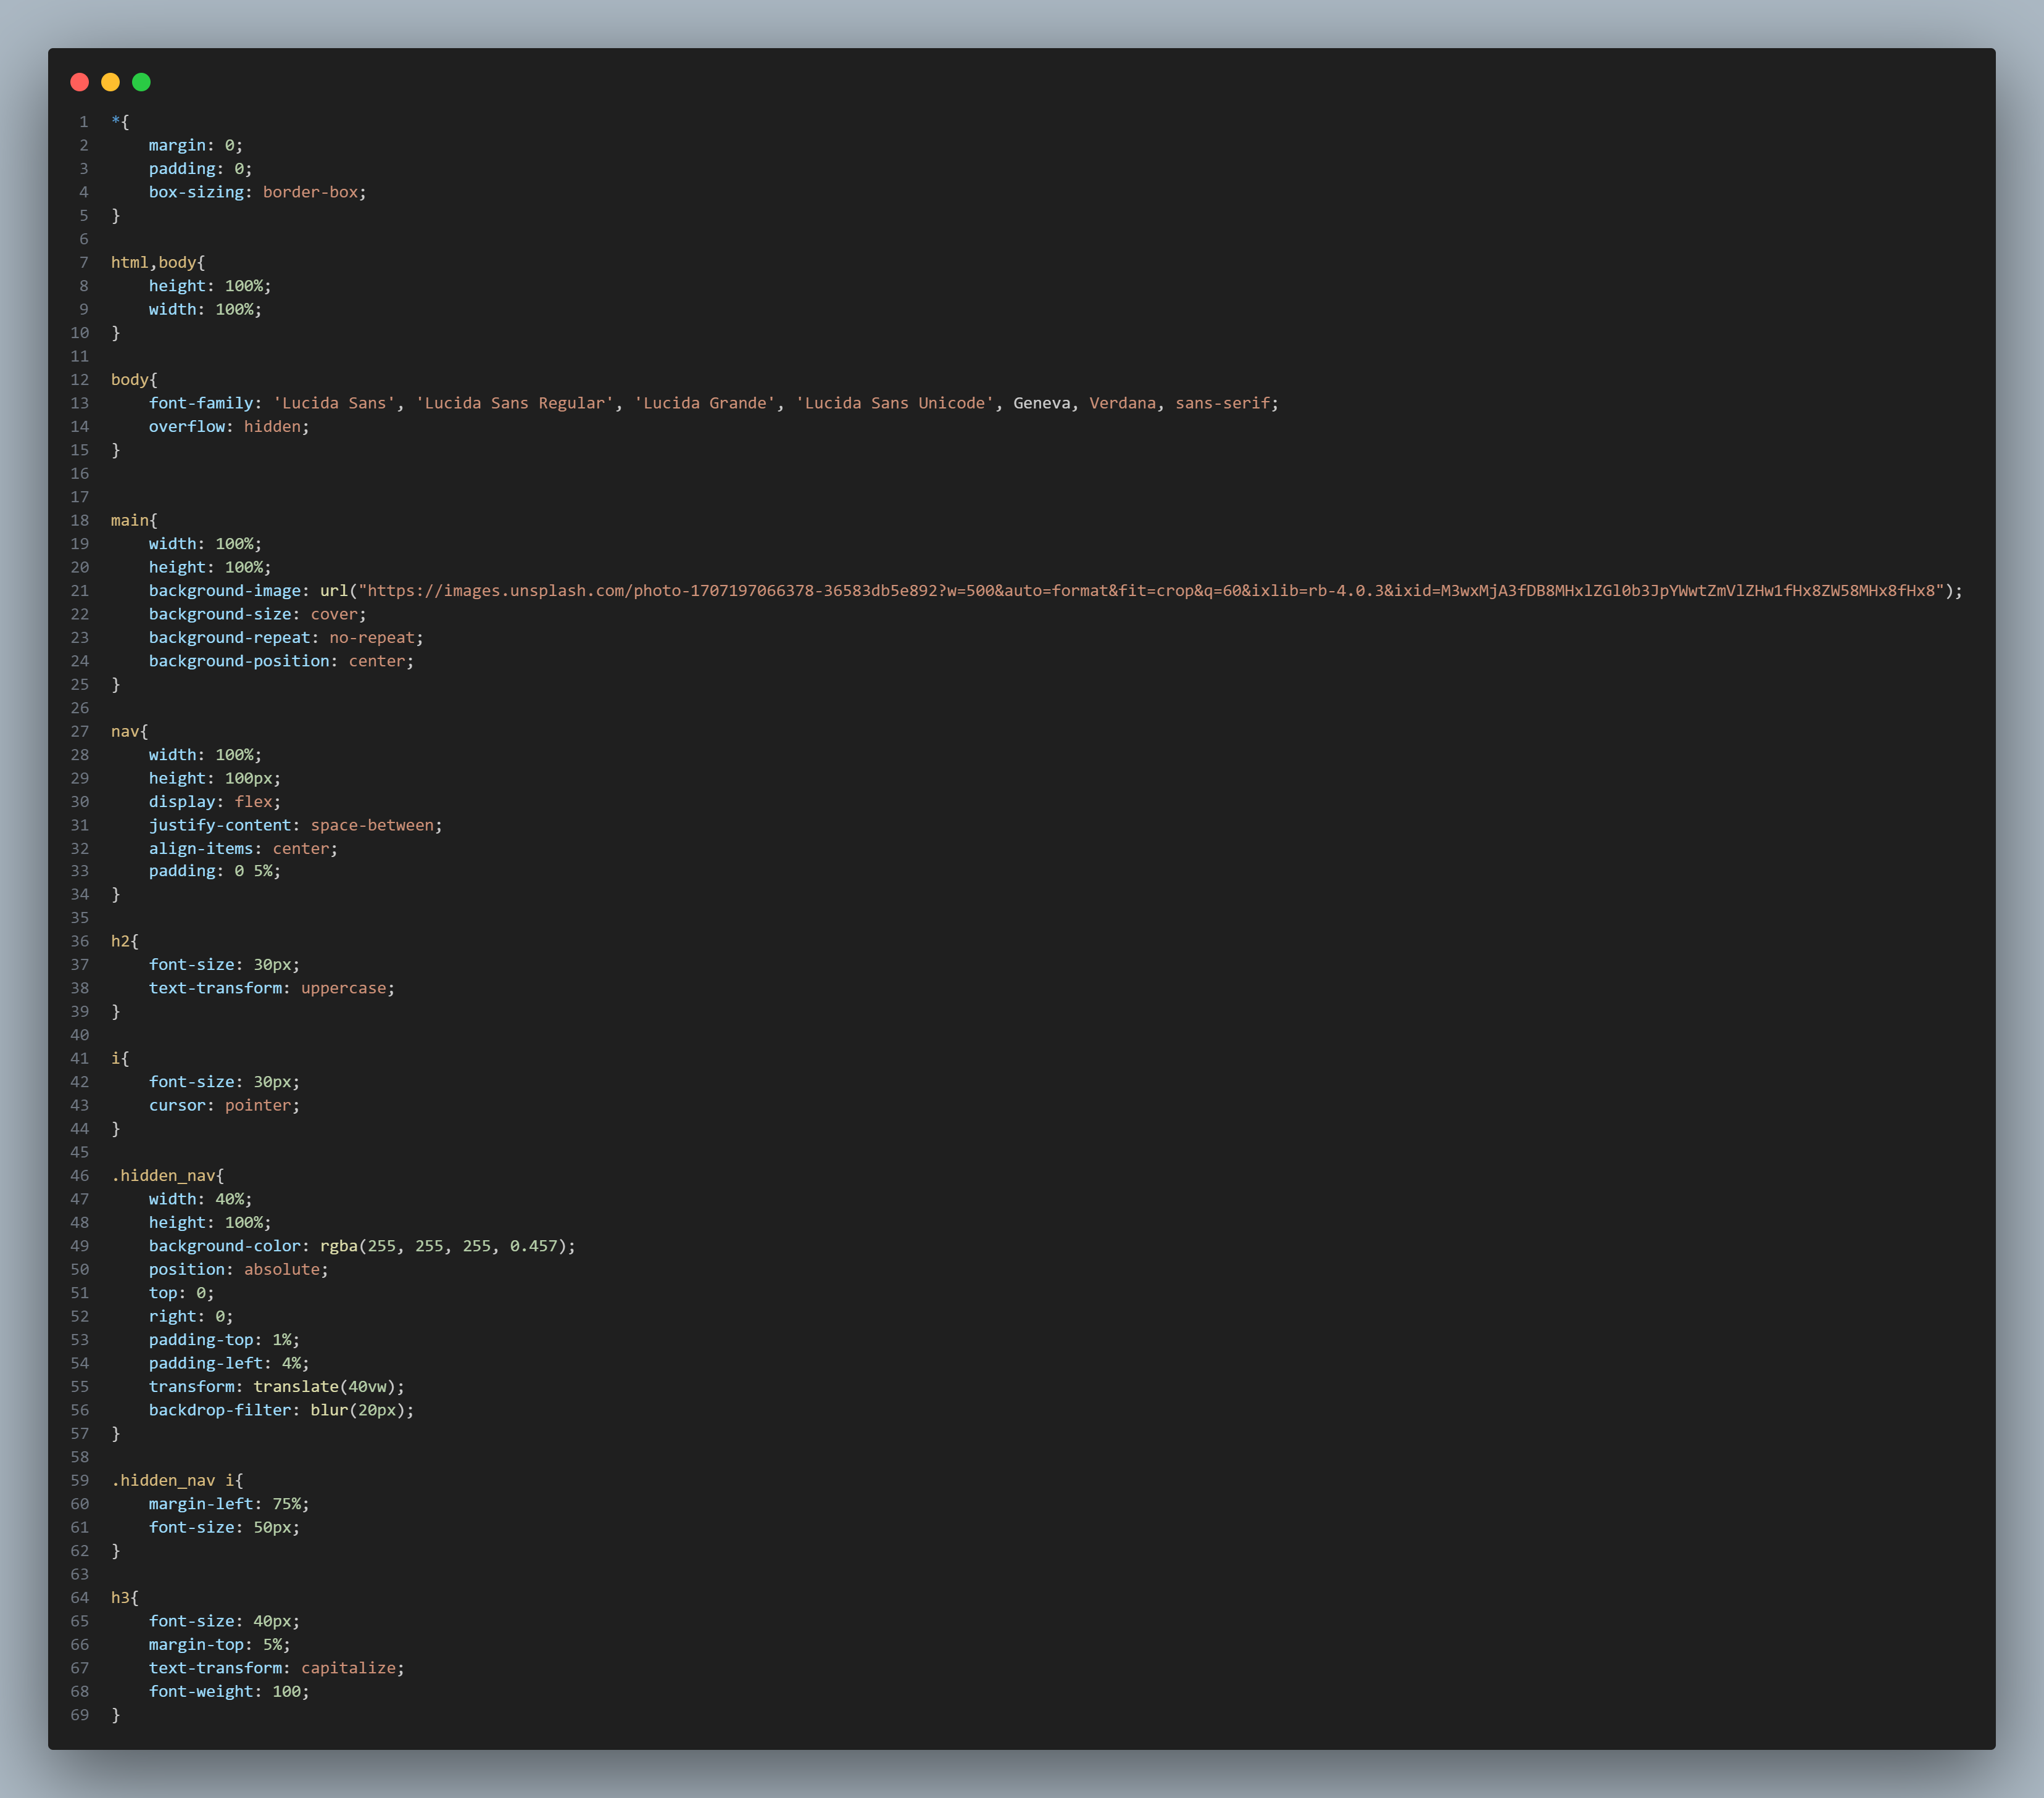 1 *{
2     margin: 0;
3     padding: 0;
4     box-sizing: border-box;
5 }
6
7 html,body{
8     height: 100%;
9     width: 100%;
10 }
11
12 body{
13     font-family: 'Lucida Sans', 'Lucida Sans Regular', 'Lucida Grande', 'Lucida Sans Unicode', Geneva, Verdana, sans-serif;
14     overflow: hidden;
15 }
16
17
18 main{
19     width: 100%;
20     height: 100%;
21     background-image: url("https://images.unsplash.com/photo-1707197066378-36583db5e892?w=500&auto=format&fit=crop&q=60&ixlib=rb-4.0.3&ixid=M3wxMjA3fDB8MHxlZGl0b3JpYWwtZmVlZHw1fHx8ZW58MHx8fHx8");
22     background-size: cover;
23     background-repeat: no-repeat;
24     background-position: center;
25 }
26
27 nav{
28     width: 100%;
29     height: 100px;
30     display: flex;
31     justify-content: space-between;
32     align-items: center;
33     padding: 0 5%;
34 }
35
36 h2{
37     font-size: 30px;
38     text-transform: uppercase;
39 }
40
41 i{
42     font-size: 30px;
43     cursor: pointer;
44 }
45
46 .hidden_nav{
47     width: 40%;
48     height: 100%;
49     background-color: rgba(255, 255, 255, 0.457);
50     position: absolute;
51     top: 0;
52     right: 0;
53     padding-top: 1%;
54     padding-left: 4%;
55     transform: translate(40vw);
56     backdrop-filter: blur(20px);
57 }
58
59 .hidden_nav i{
60     margin-left: 75%;
61     font-size: 50px;
62 }
63
64 h3{
65     font-size: 40px;
66     margin-top: 5%;
67     text-transform: capitalize;
68     font-weight: 100;
69 }